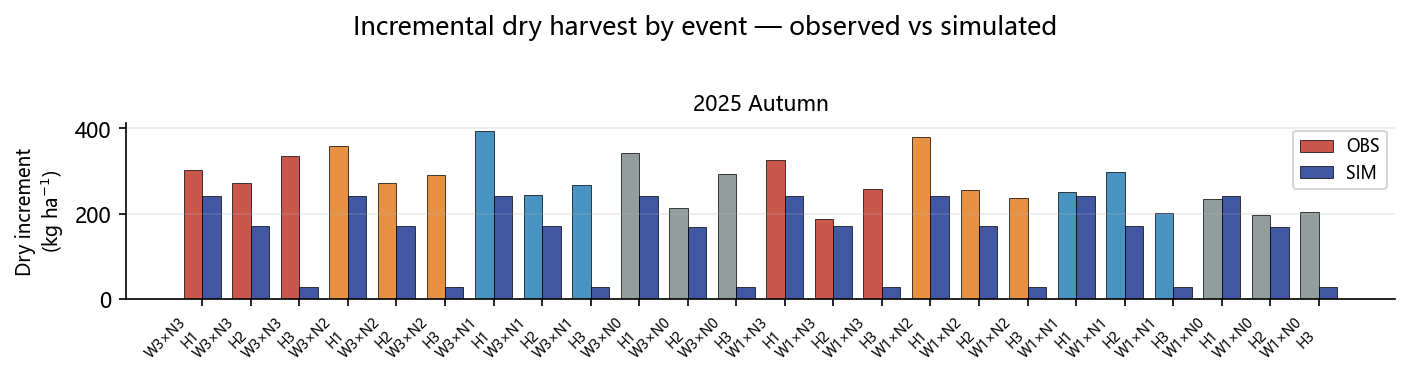 Incremental dry harvest by event — observed vs simulated
2025 Autumn
Dry increment
(kg ha⁻¹)
400
200
0
OBS
SIM
W3×N3
H1
W3×N3
H2
W3×N3
H3
W3×N2
H1
W3×N2
H2
W3×N2
H3
W3×N1
H1
W3×N1
H2
W3×N1
H3
W3×N0
H1
W3×N0
H2
W3×N0
H3
W1×N3
H1
W1×N3
H2
W1×N3
H3
W1×N2
H1
W1×N2
H2
W1×N2
H3
W1×N1
H1
W1×N1
H2
W1×N1
H3
W1×N0
H1
W1×N0
H2
W1×N0
H3